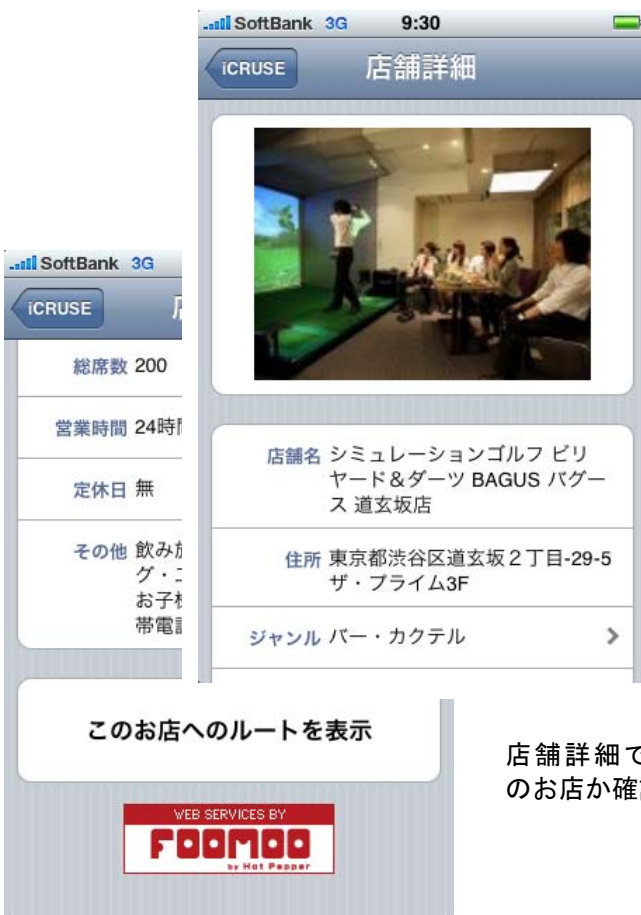 SoftBank 3G 9:30
iCRUSE 店舗詳細
店舗名 シミュレーションゴルフ ビリ
ヤード＆ダーツ BAGUS バグー
ス 道玄坂店
住所 東京都渋谷区道玄坂２丁目-29-5
ザ・プライム3F
ジャンル バー・カクテル
SoftBank 3G
iCRUSE
総席数 200
営業時間 24時
定休日 無
その他 飲み
グ・
お子
帯電
このお店へのルートを表示
WEB SERVICES BY
FOOMOO
by Hot Pepper
店舗詳細で
のお店か確